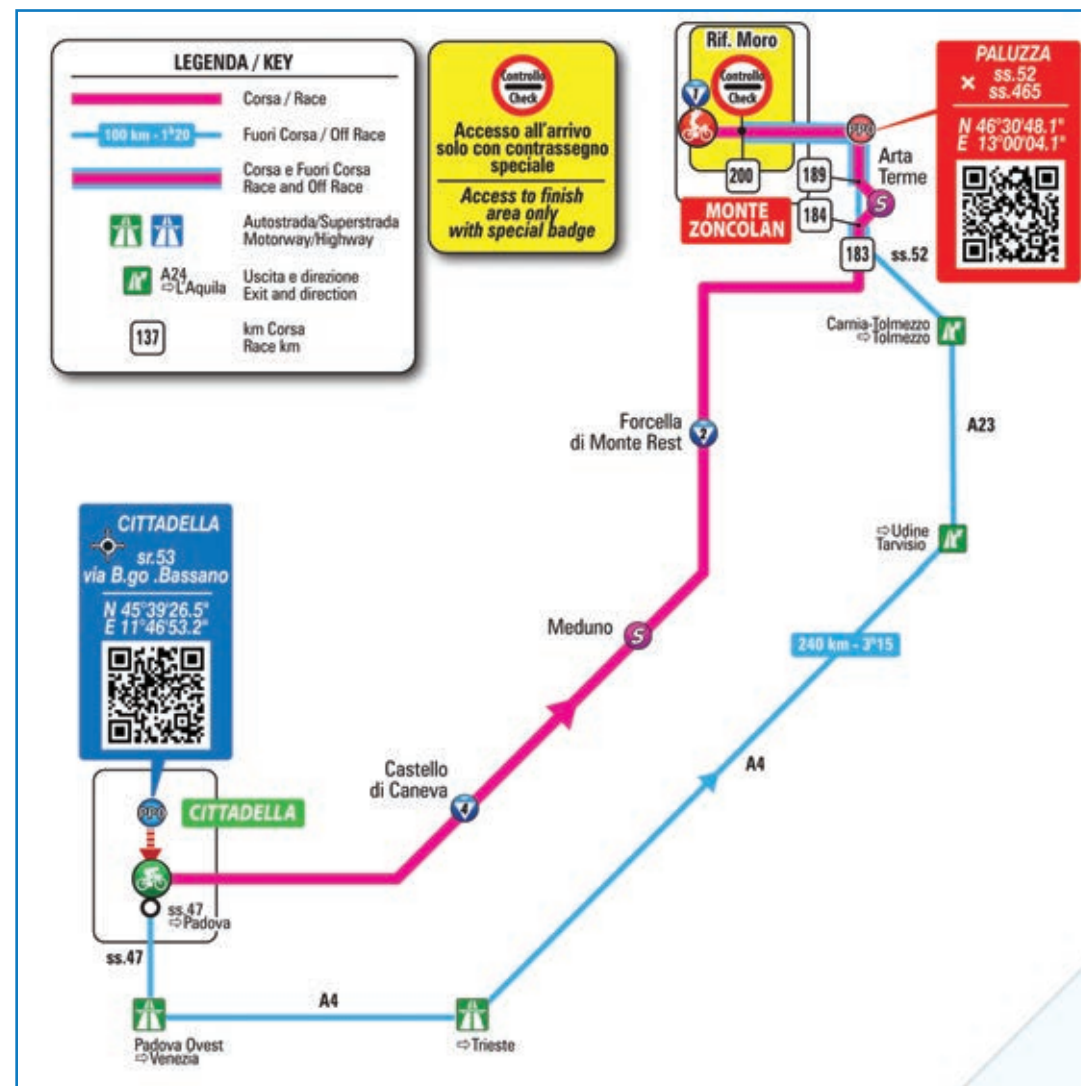 LEGENDA / KEY
Corsa / Race
100 km - 1ʰ20
Fuori Corsa / Off Race
Corsa e Fuori Corsa
Race and Off Race
Autostrada/Superstrada
Motorway/Highway
A24
⇨L'Aquila
Uscita e direzione
Exit and direction
137
km Corsa
Race km
Controllo
Check
Accesso all'arrivo
solo con contrassegno
speciale
Access to finish
area only
with special badge
Rif. Moro
Controllo
Check
1
200
MONTE
ZONCOLAN
PPO
Arta
Terme
189
S
184
183
ss.52
PALUZZA
ss.52
ss.465
N 46°30'48.1"
E 13°00'04.1"
Carnia-Tolmezzo
⇨Tolmezzo
A23
⇨Udine
Tarvisio
Forcella
di Monte Rest
2
Meduno
S
240 km - 3ʰ15
A4
Castello
di Caneva
4
CITTADELLA
sr.53
via B.go .Bassano
N 45°39'26.5"
E 11°46'53.2"
PPO
CITTADELLA
ss.47
⇨Padova
ss.47
A4
Padova Ovest
⇨Venezia
⇨Trieste